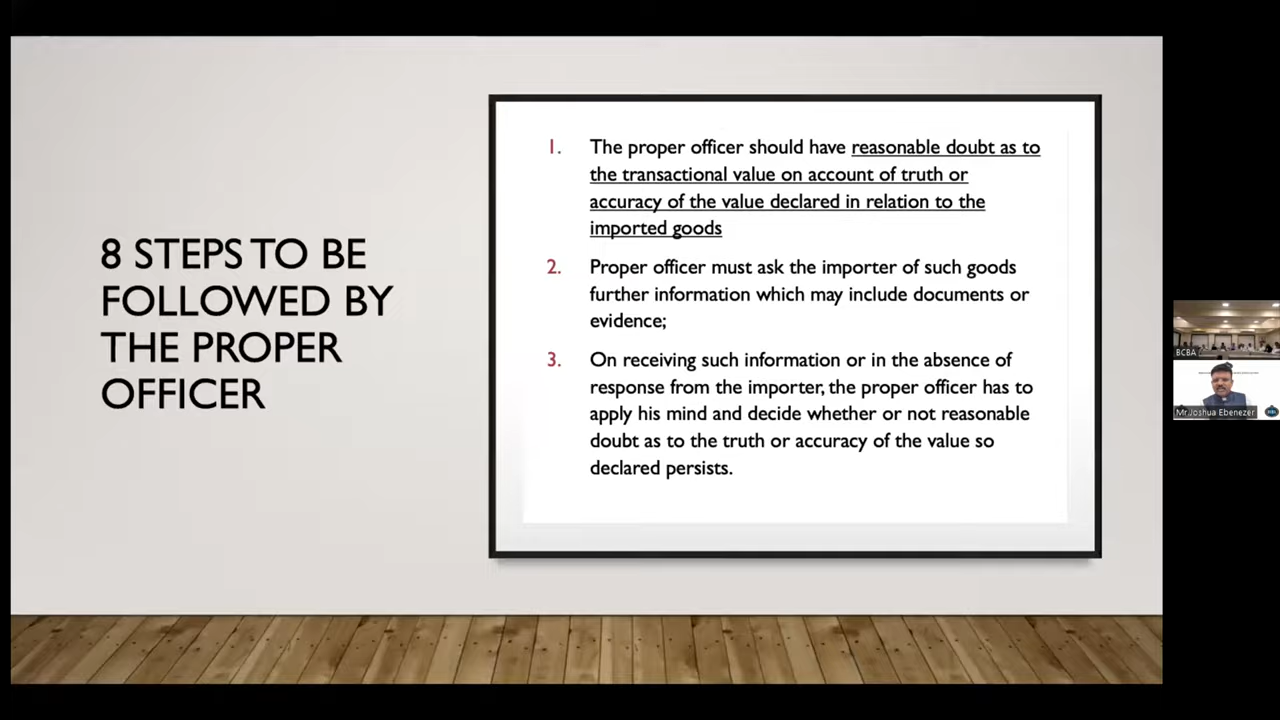 8 STEPS TO BE
FOLLOWED BY
THE PROPER
OFFICER
1. The proper officer should have reasonable doubt as to
the transactional value on account of truth or
accuracy of the value declared in relation to the
imported goods
2. Proper officer must ask the importer of such goods
further information which may include documents or
evidence;
3. On receiving such information or in the absence of
response from the importer, the proper officer has to
apply his mind and decide whether or not reasonable
doubt as to the truth or accuracy of the value so
declared persists.
BCBA
Mr.Joshua Ebenezer